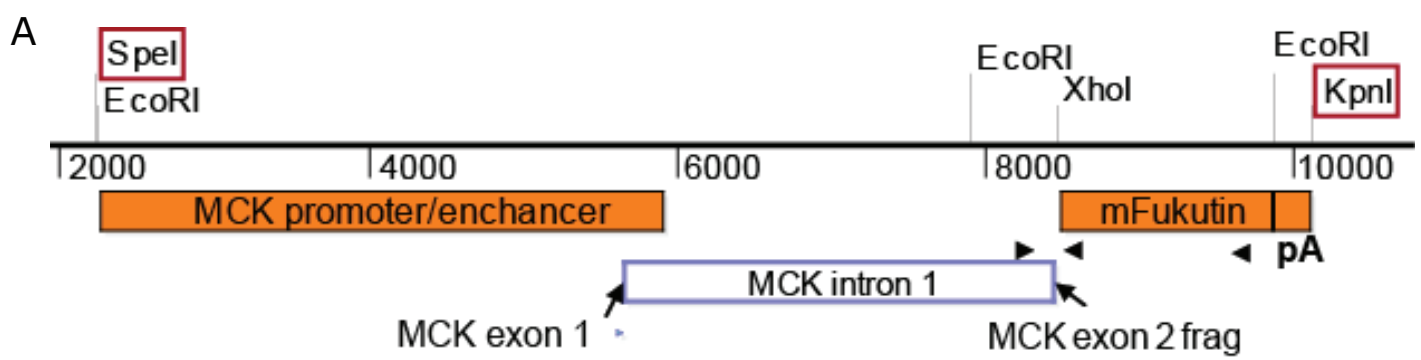 A
SpeI
EcoRI
EcoRI
XhoI
EcoRI
KpnI
2000 4000 6000 8000 10000
MCK promoter/enchancer
mFukutin
pA
MCK intron 1
MCK exon 1
MCK exon 2 frag